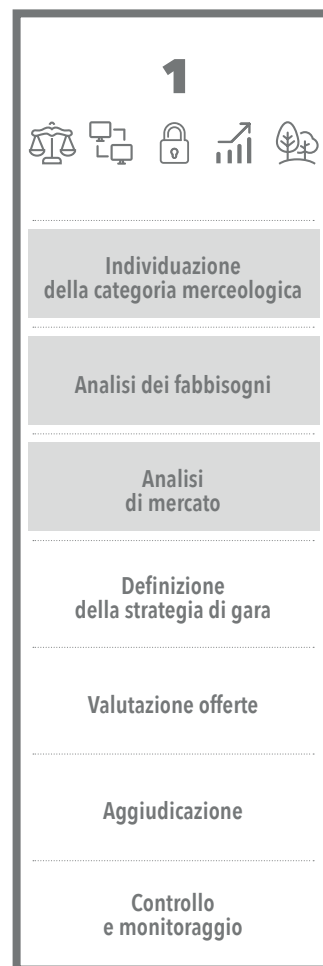 1
Individuazione
della categoria merceologica
Analisi dei fabbisogni
Analisi
di mercato
Definizione
della strategia di gara
Valutazione offerte
Aggiudicazione
Controllo
e monitoraggio